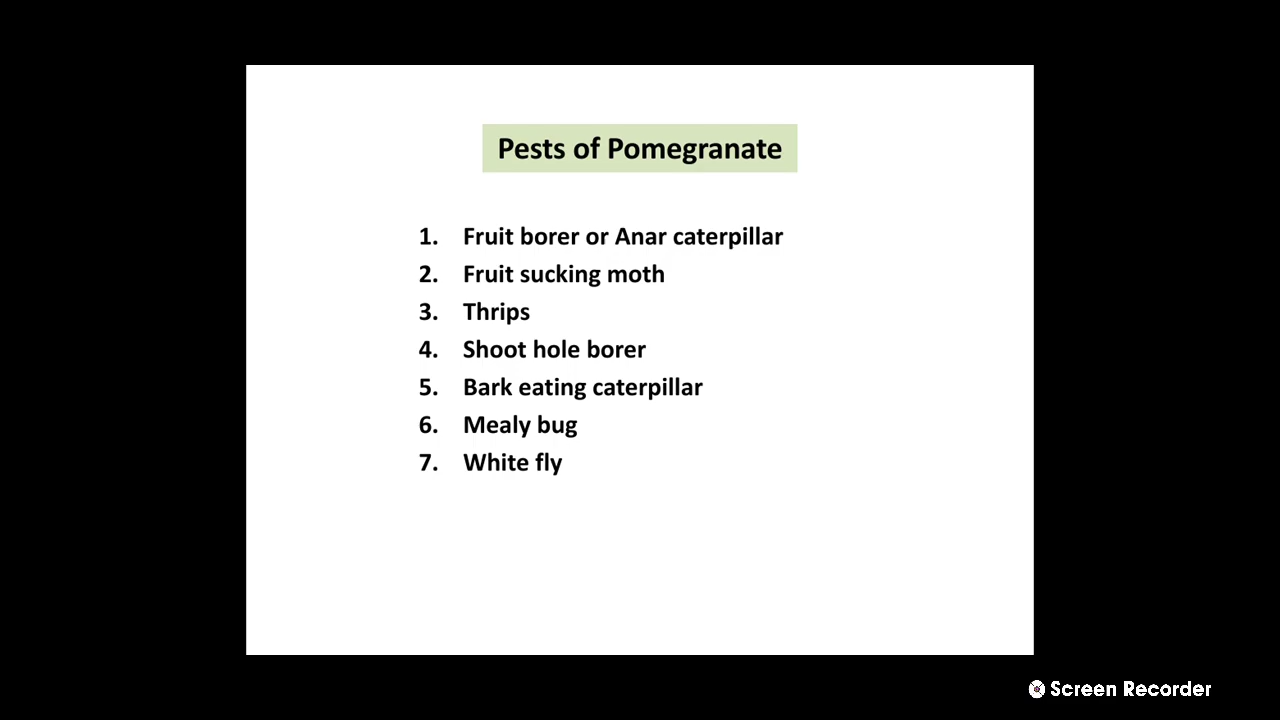 Pests of Pomegranate
1. Fruit borer or Anar caterpillar
2. Fruit sucking moth
3. Thrips
4. Shoot hole borer
5. Bark eating caterpillar
6. Mealy bug
7. White fly
Screen Recorder